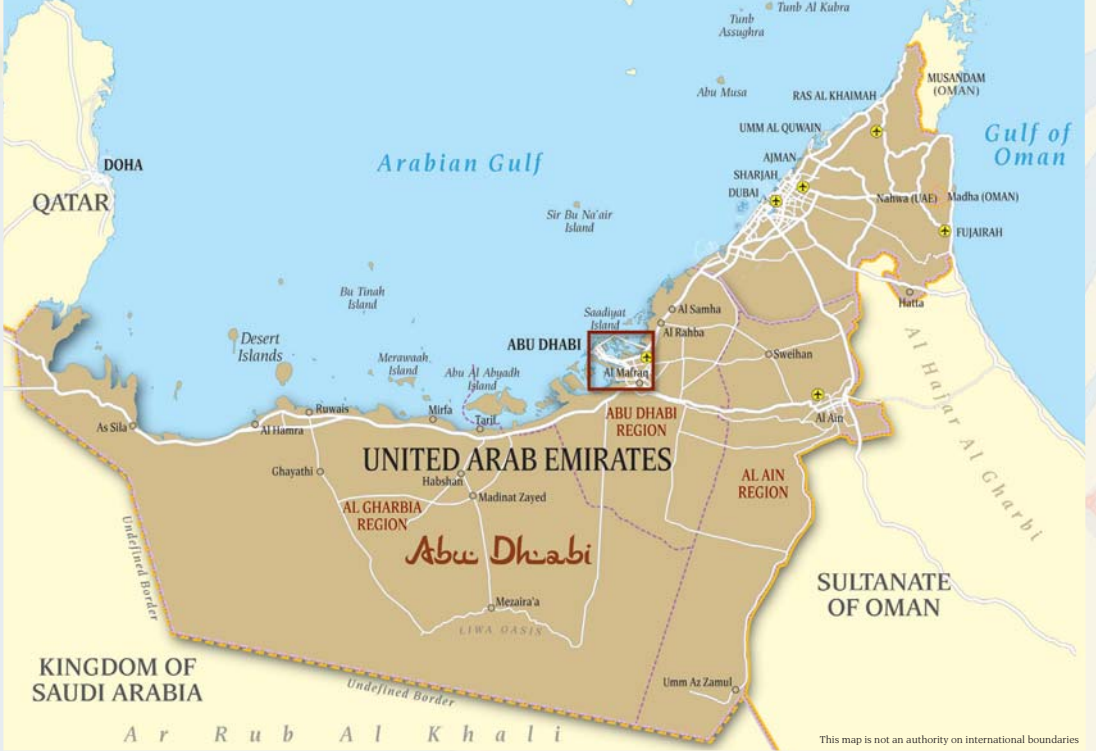 Tunb Al Kubra
Tunb
Assughra
Abu Musa
MUSANDAM
(OMAN)
RAS AL KHAIMAH
UMM AL QUWAIN
Gulf of
Oman
Arabian Gulf
DOHA
AJMAN
SHARJAH
DUBAI
QATAR
Nahwa (UAE)
Madha (OMAN)
Sir Bu Na'air
Island
FUJAIRAH
Bu Tinah
Island
Hatta
Saadiyat
Island
Al Samha
Al Rahba
Desert
Islands
ABU DHABI
Sweihan
Merawaah
Island
Abu Al Abyadh
Island
Al Mafraq
Al Hajar Al Gharbi
As Sila
Al Hamra
Ruwais
Mirfa
Tarif
ABU DHABI
REGION
Al Ain
UNITED ARAB EMIRATES
Ghayathi
Habshan
AL AIN
REGION
Madinat Zayed
AL GHARBIA
REGION
Abu Dhabi
Undefined Border
SULTANATE
OF OMAN
Mezaira'a
LIWA OASIS
KINGDOM OF
SAUDI ARABIA
Umm Az Zamul
Undefined Border
Ar Rub Al Khali
This map is not an authority on international boundaries